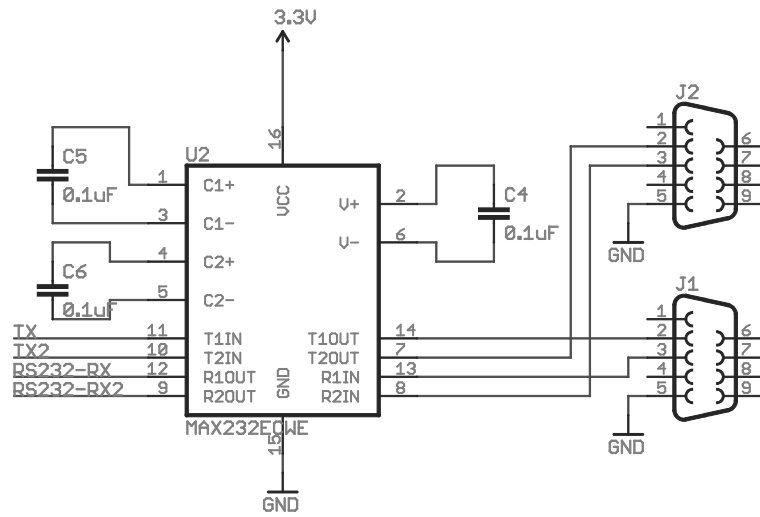 3.3V
J2
16
U2
C5
0.1uF
1
C1+
3
C1-
VCC
C6
0.1uF
4
C2+
5
C2-
V+
2
V-
6
C4
0.1uF
1
2
3
4
5
6
7
8
9
GND
J1
TX
11
T1IN
T1OUT
14
TX2
10
T2IN
T2OUT
7
RS232-RX
12
R1OUT
R1IN
13
RS232-RX2
9
R2OUT
R2IN
8
GND
1
2
3
4
5
6
7
8
9
MAX232ECWE
15
GND
GND